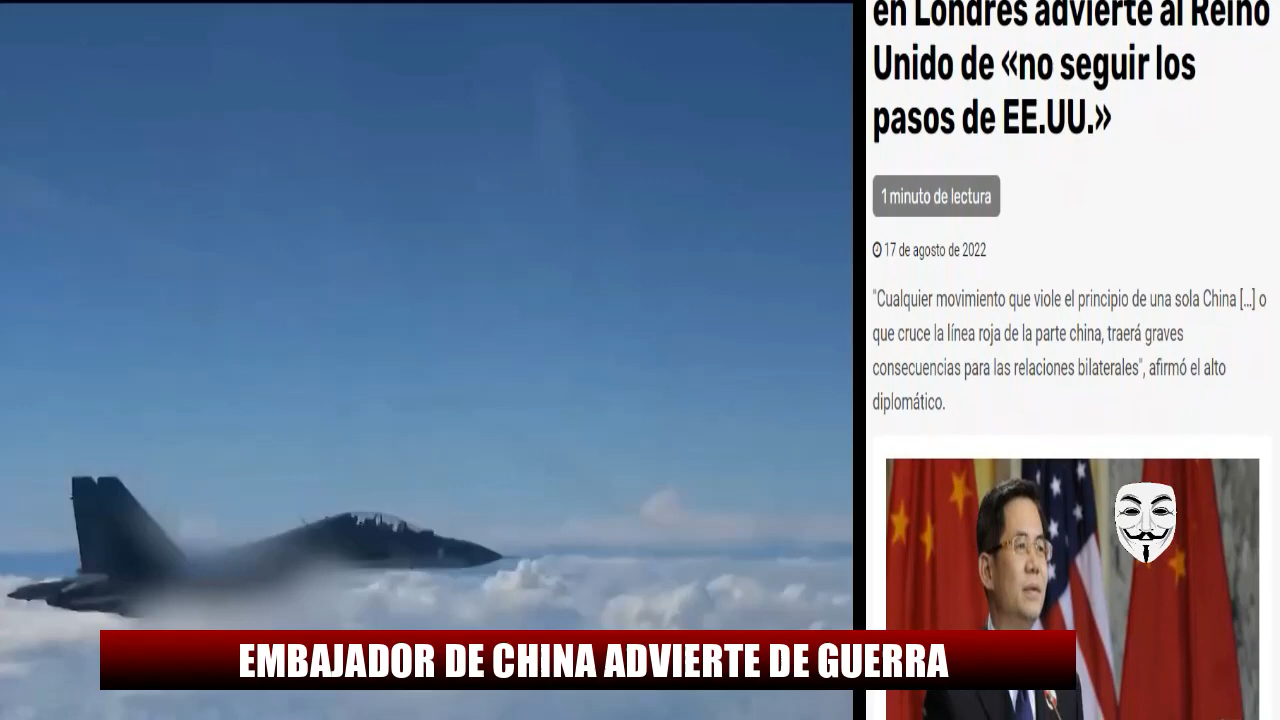 en Londres advierte al Reino
Unido de «no seguir los
pasos de EE.UU.»
1 minuto de lectura
17 de agosto de 2022
"Cualquier movimiento que viole el principio de una sola China [...] o
que cruce la línea roja de la parte china, traerá graves
consecuencias para las relaciones bilaterales", afirmó el alto
diplomático.
EMBAJADOR DE CHINA ADVIERTE DE GUERRA